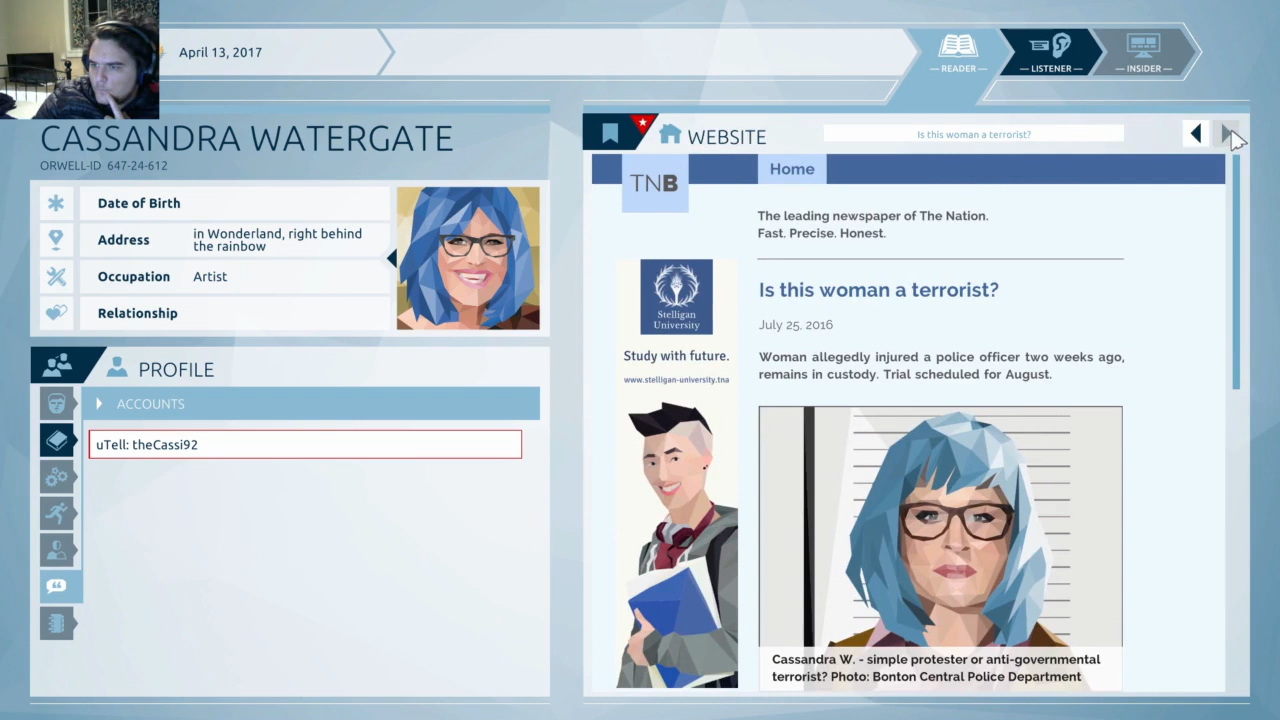 April 13, 2017
— READER —
— LISTENER —
— INSIDER —
CASSANDRA WATERGATE
ORWELL-ID 647-24-612
Date of Birth
Address in Wonderland, right behind
the rainbow
Occupation Artist
Relationship
PROFILE
ACCOUNTS
uTell: theCassi92
WEBSITE
Is this woman a terrorist?
TNB
Home
The leading newspaper of The Nation.
Fast. Precise. Honest.
Stelligan
University
Study with future.
www.stelligan-university.tna
Is this woman a terrorist?
July 25, 2016
Woman allegedly injured a police officer two weeks ago,
remains in custody. Trial scheduled for August.
Cassandra W. - simple protester or anti-governmental
terrorist? Photo: Bonton Central Police Department